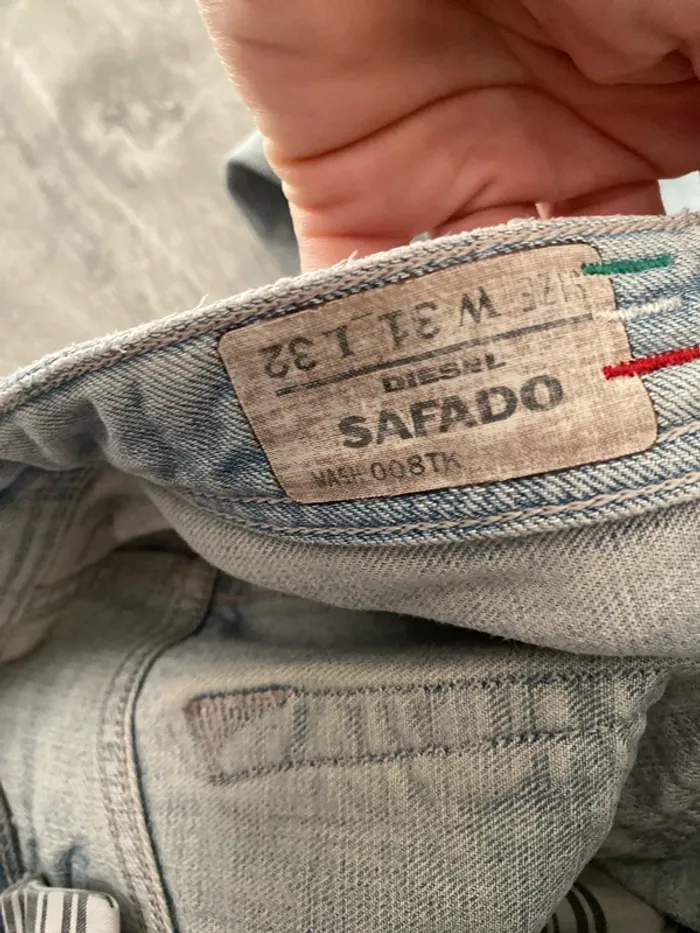 SIZE W 31 L 32
DIESEL
SAFADO
WASH 008TK